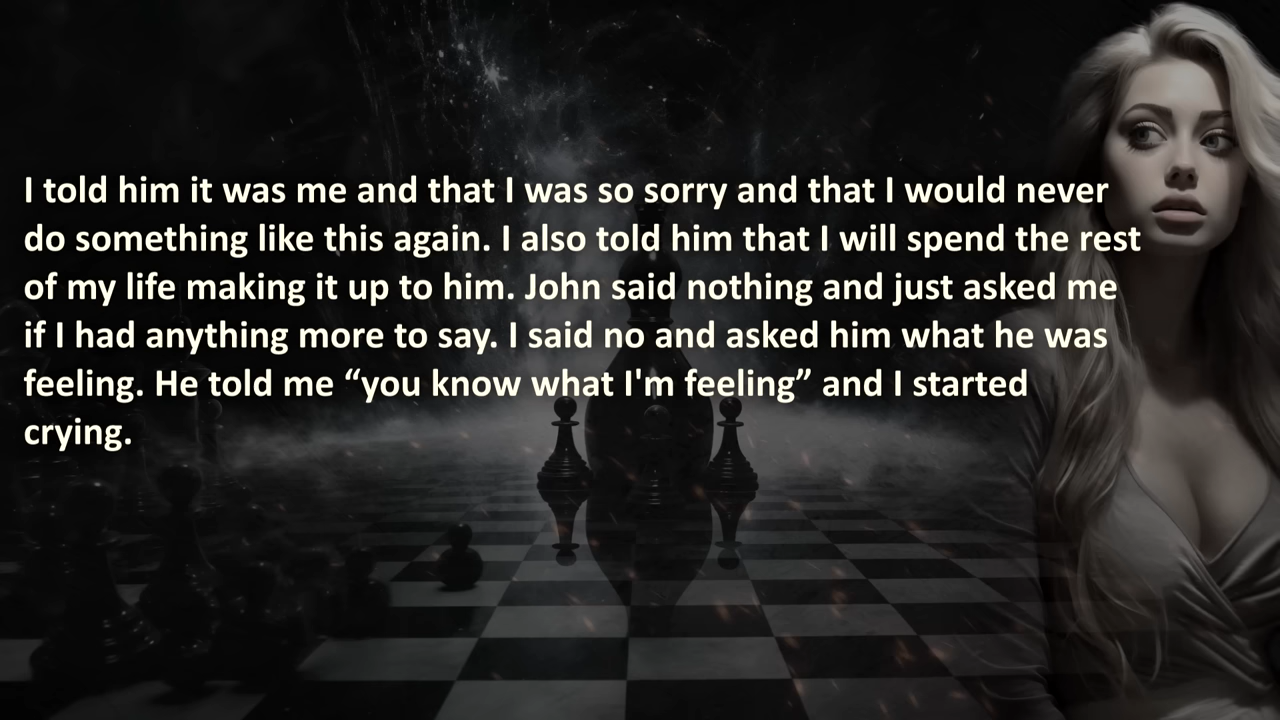 I told him it was me and that I was so sorry and that I would never
do something like this again. I also told him that I will spend the rest
of my life making it up to him. John said nothing and just asked me
if I had anything more to say. I said no and asked him what he was
feeling. He told me “you know what I'm feeling” and I started
crying.